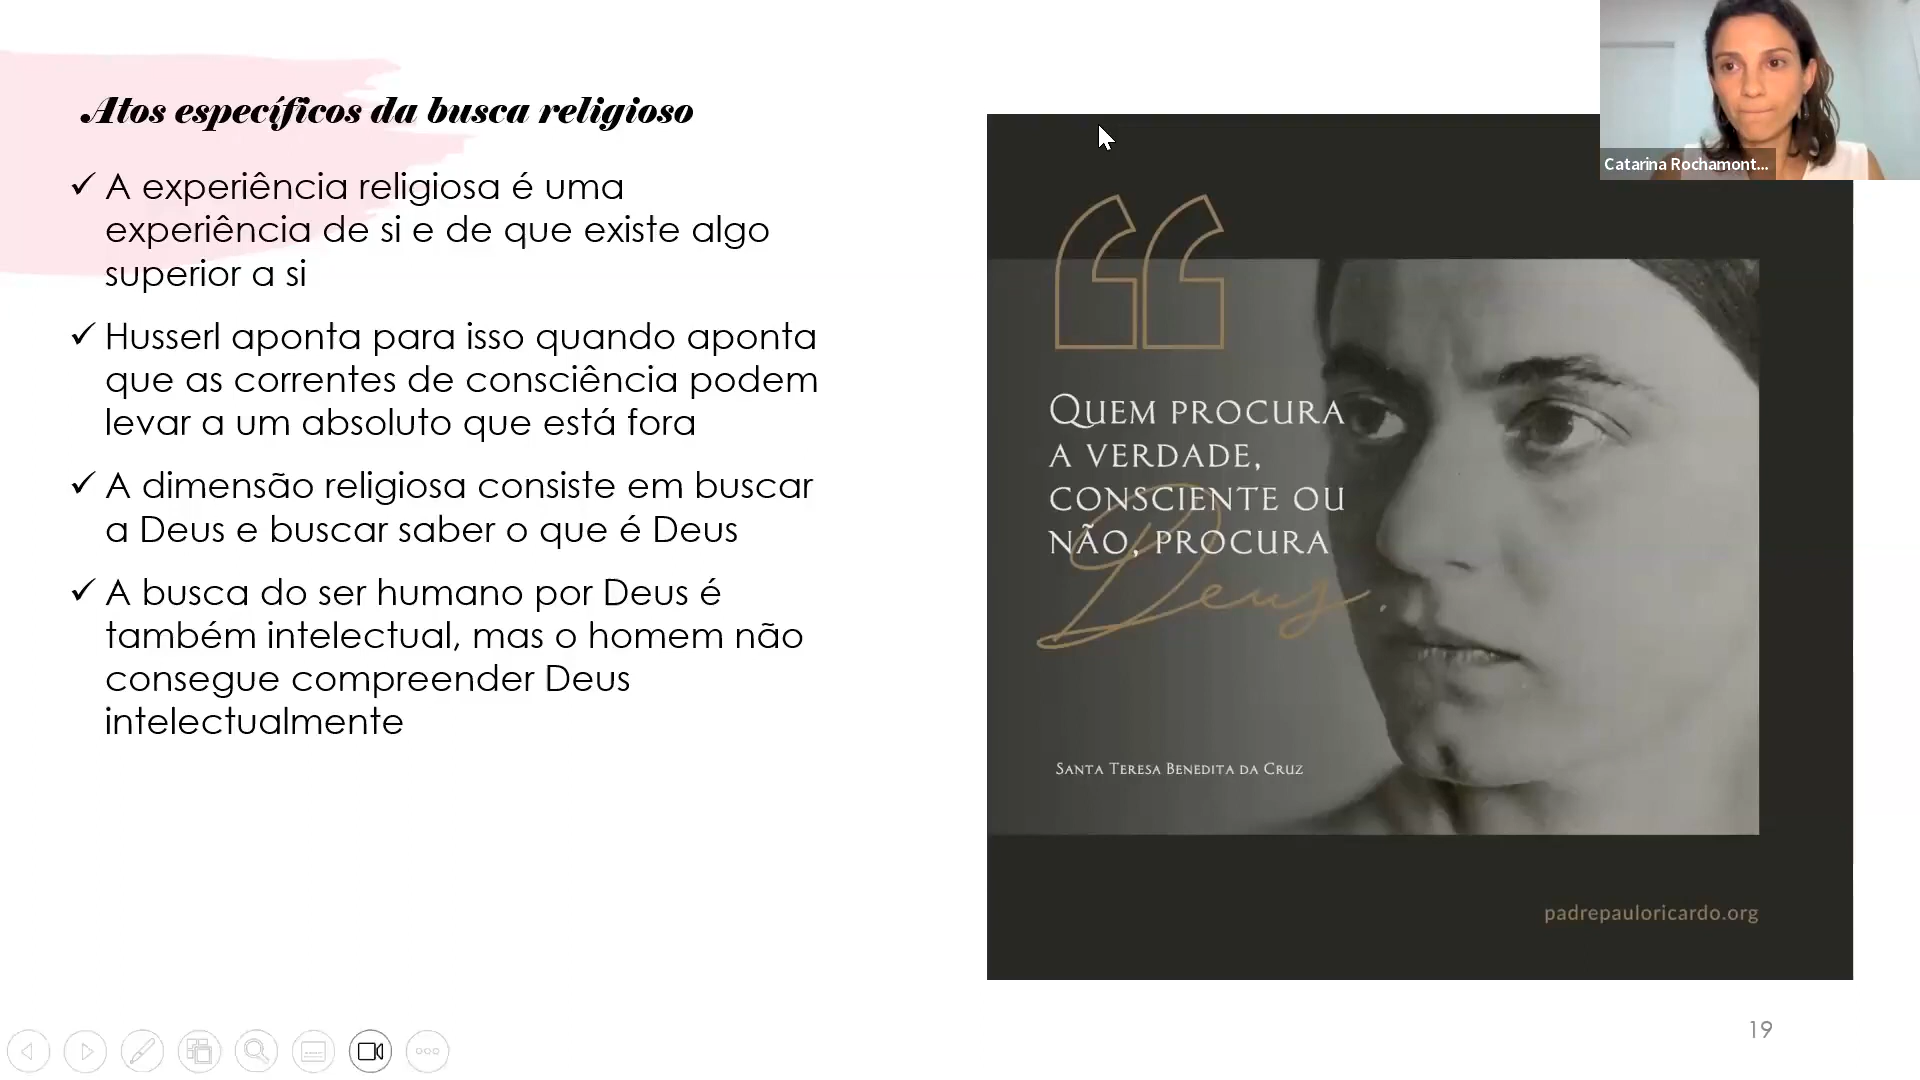 Atos específicos da busca religioso
✓ A experiência religiosa é uma
experiência de si e de que existe algo
superior a si
✓ Husserl aponta para isso quando aponta
que as correntes de consciência podem
levar a um absoluto que está fora
✓ A dimensão religiosa consiste em buscar
a Deus e buscar saber o que é Deus
✓ A busca do ser humano por Deus é
também intelectual, mas o homem não
consegue compreender Deus
intelectualmente
Catarina Rochamont...
“
QUEM PROCURA
A VERDADE,
CONSCIENTE OU
NÃO, PROCURA
Deus.
SANTA TERESA BENEDITA DA CRUZ
padrepauloricardo.org
19